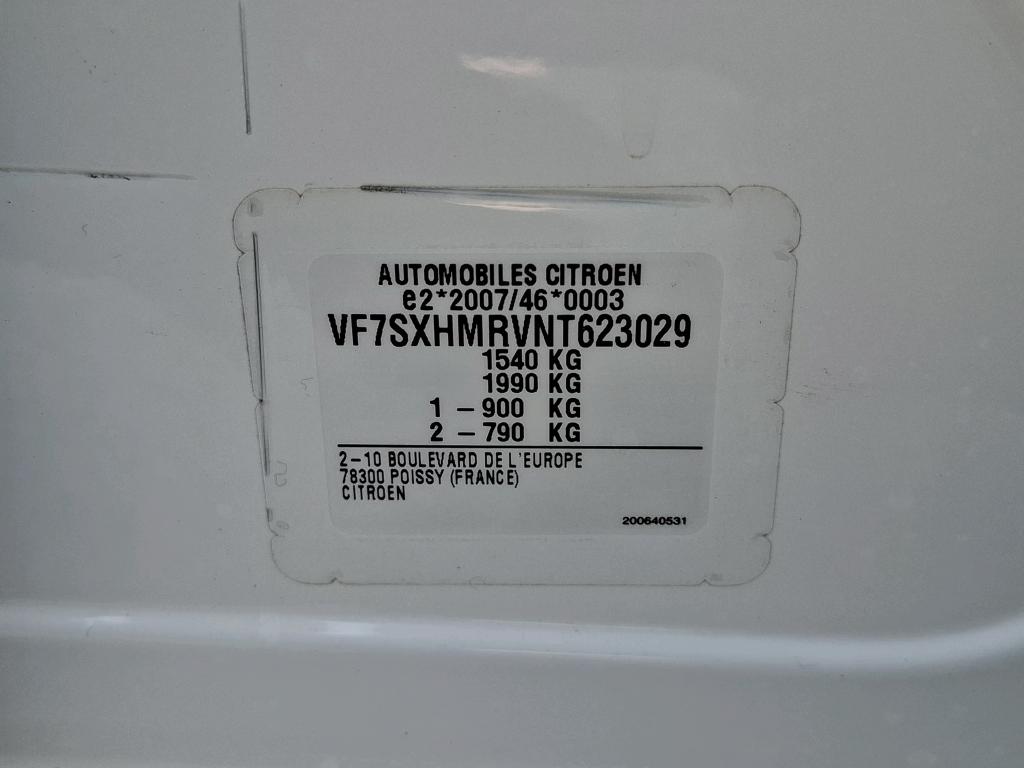 AUTOMOBILES CITROEN
e2*2007/46*0003
VF7SXHMRVNT623029
1540 KG
1990 KG
1 – 900 KG
2 – 790 KG
2–10 BOULEVARD DE L'EUROPE
78300 POISSY (FRANCE)
CITROEN
200640531